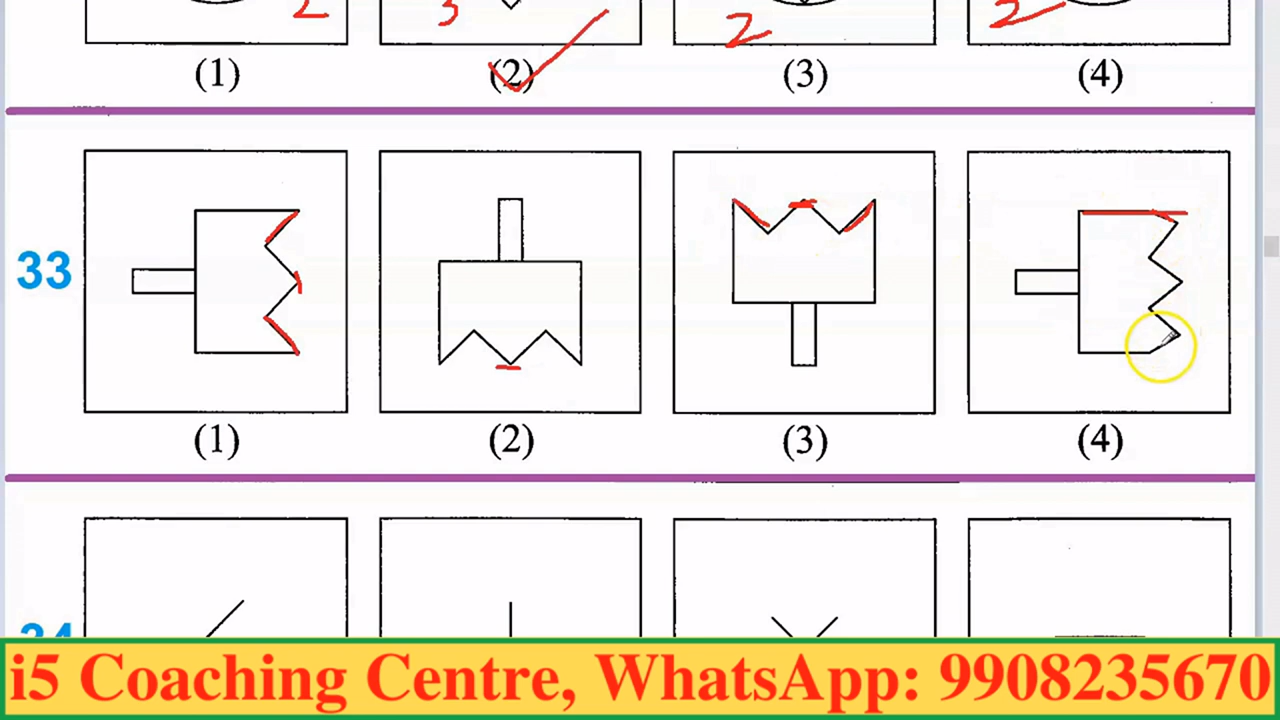 2 3 2 2
(1) (2) (3) (4)
33
(1) (2) (3) (4)
34
i5 Coaching Centre, WhatsApp: 9908235670